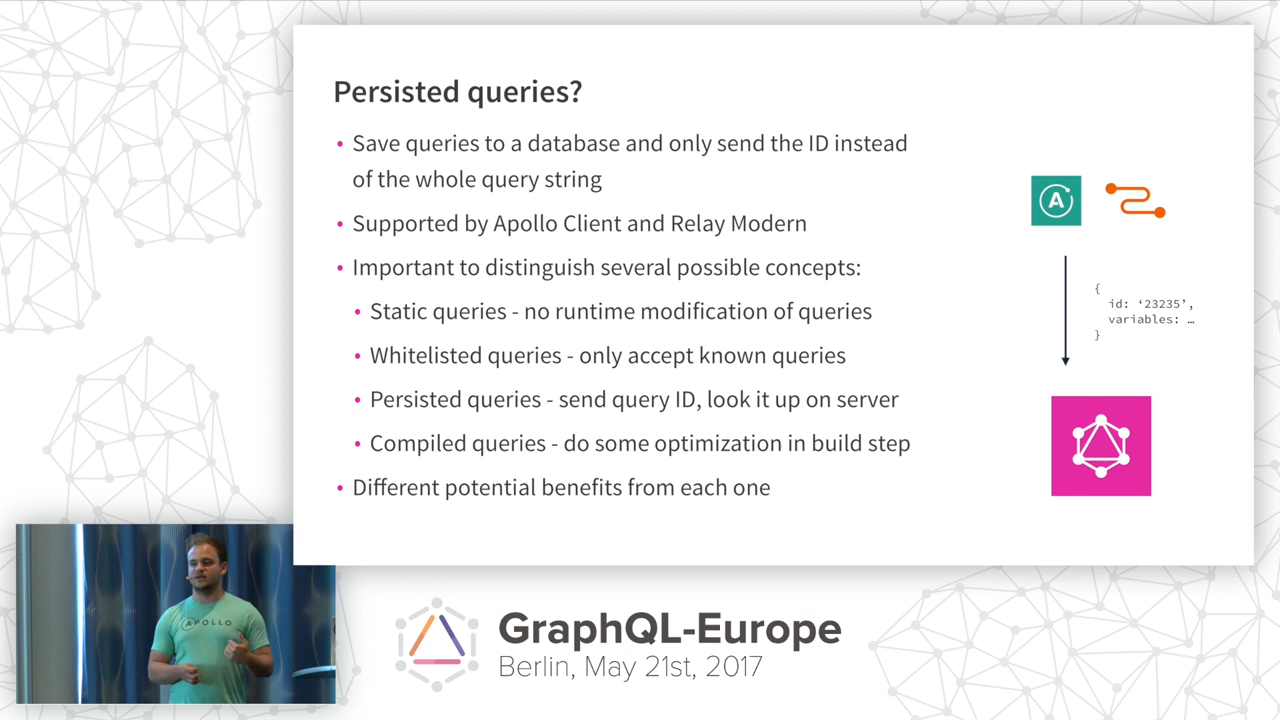 Persisted queries?
• Save queries to a database and only send the ID instead
of the whole query string
• Supported by Apollo Client and Relay Modern
• Important to distinguish several possible concepts:
• Static queries - no runtime modification of queries
• Whitelisted queries - only accept known queries
• Persisted queries - send query ID, look it up on server
• Compiled queries - do some optimization in build step
• Different potential benefits from each one
A
{
id: ‘23235’,
variables: …
}
APOLLO
GraphQL-Europe
Berlin, May 21st, 2017